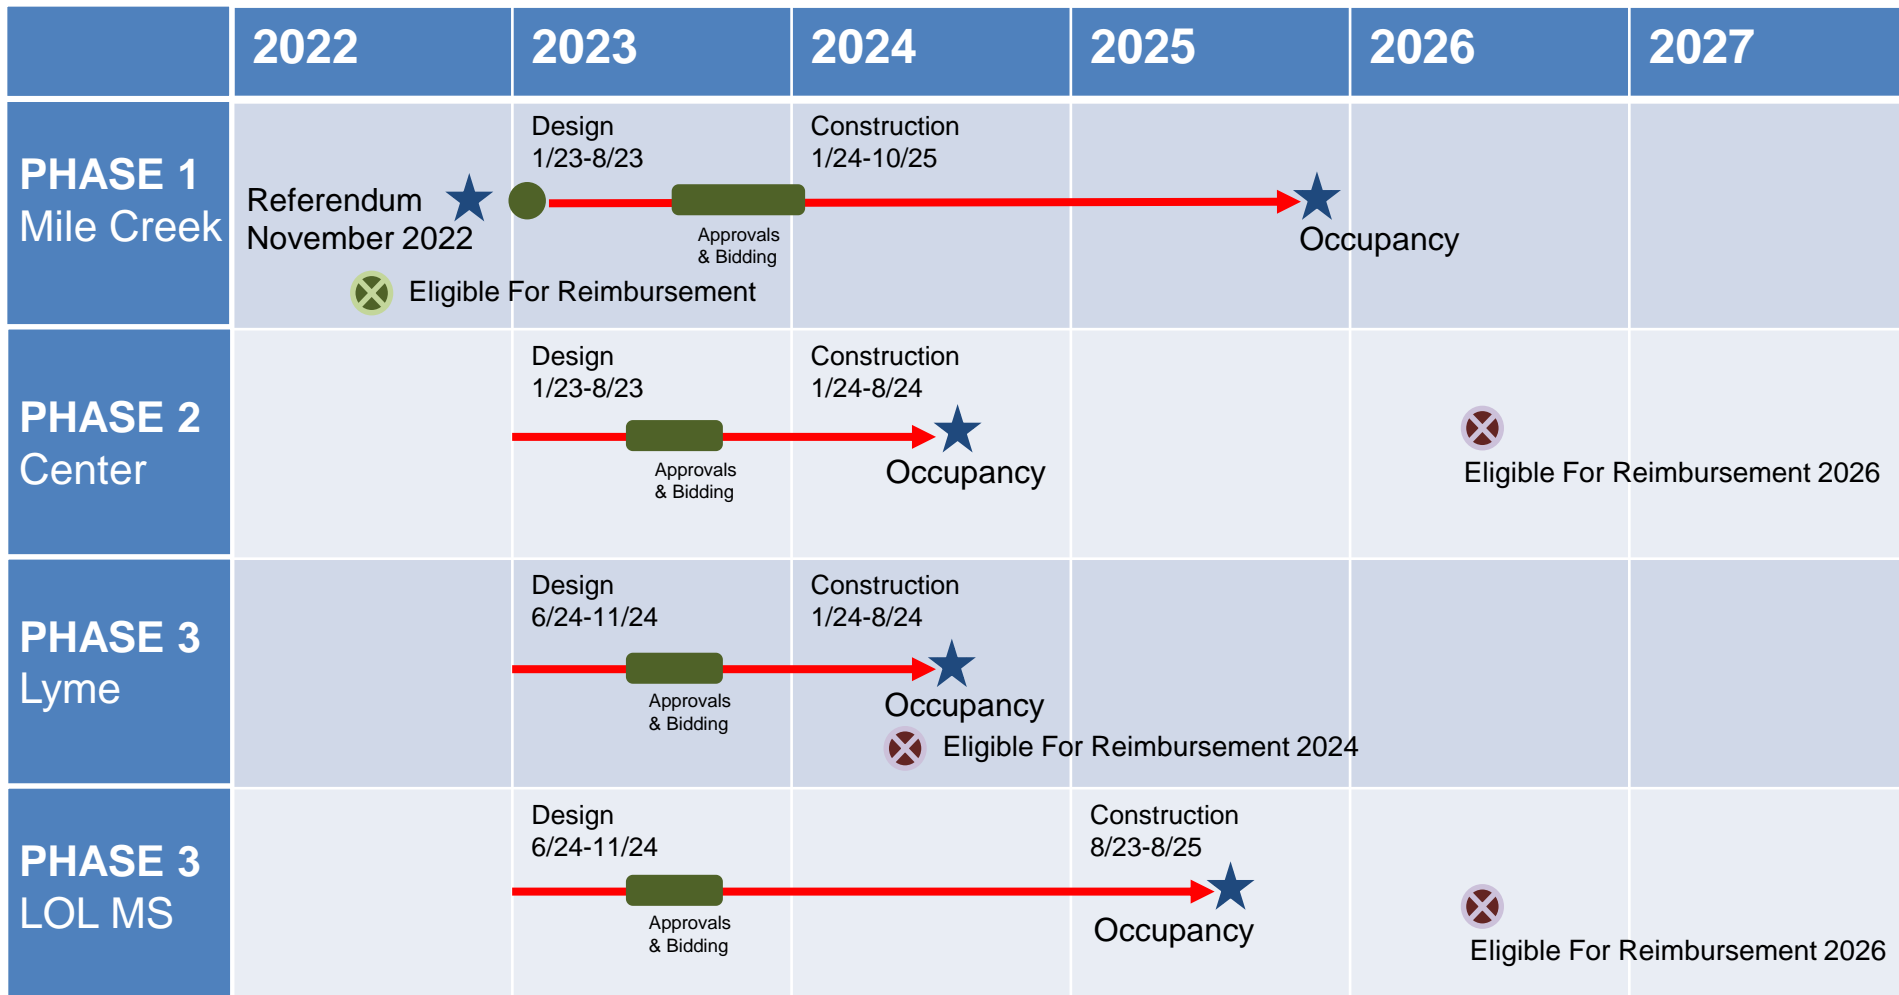 2022
2023
2024
2025
2026
2027
PHASE 1
Mile Creek
Referendum
November 2022
Eligible For Reimbursement
Design
1/23-8/23
Approvals
& Bidding
Construction
1/24-10/25
Occupancy
PHASE 2
Center
Design
1/23-8/23
Approvals
& Bidding
Construction
1/24-8/24
Occupancy
Eligible For Reimbursement 2026
PHASE 3
Lyme
Design
6/24-11/24
Approvals
& Bidding
Construction
1/24-8/24
Occupancy
Eligible For Reimbursement 2024
PHASE 3
LOL MS
Design
6/24-11/24
Approvals
& Bidding
Construction
8/23-8/25
Occupancy
Eligible For Reimbursement 2026